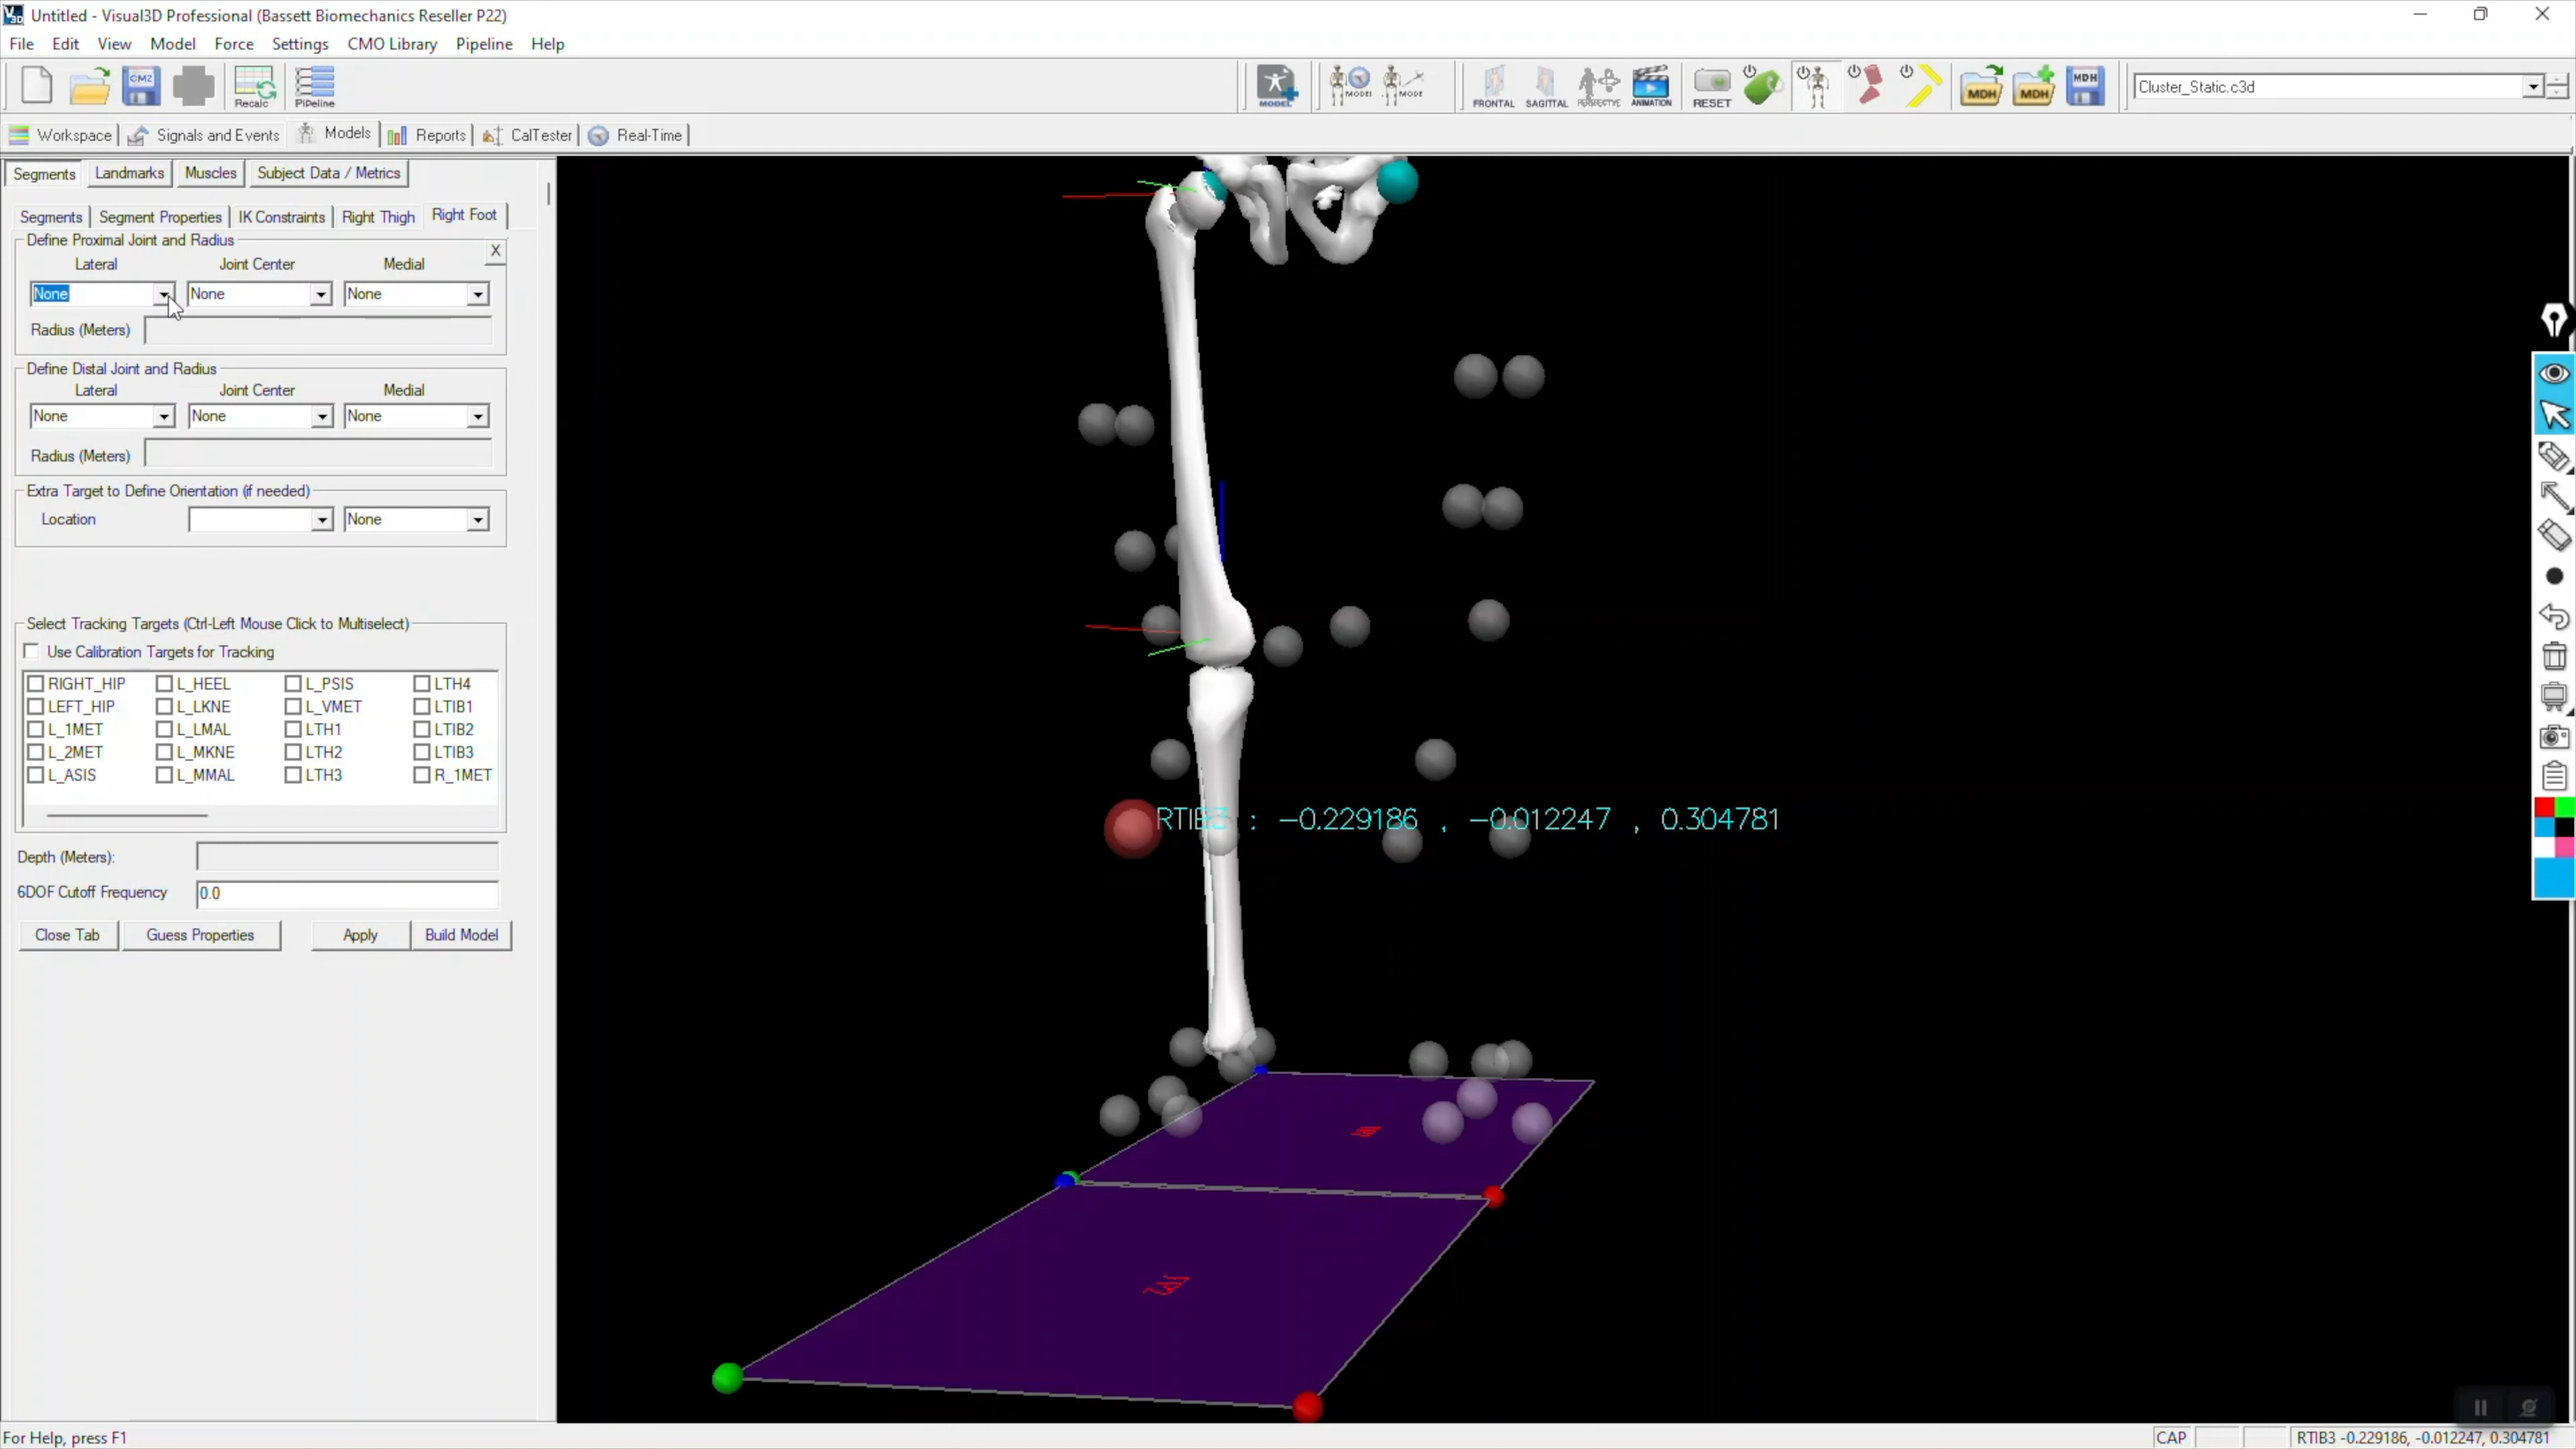 Untitled - Visual3D Professional (Bassett Biomechanics Reseller P22)
File Edit View Model Force Settings CMO Library Pipeline Help
CMZ
Recalc
PiPeline
MODEL
MODEL
MODE
FRONTAL
SAGITTAL
PERSPECTIVE
ANIMATION
RESET
MDH
MDH
MDH
Cluster_Static.c3d
Workspace Signals and Events Models Reports CalTester Real-Time
Segments Landmarks Muscles Subject Data / Metrics
Segments Segment Properties IK Constraints Right Thigh Right Foot
Define Proximal Joint and Radius
X
Lateral Joint Center Medial
None None None
Radius (Meters)
Define Distal Joint and Radius
Lateral Joint Center Medial
None None None
Radius (Meters)
Extra Target to Define Orientation (if needed)
Location None
Select Tracking Targets (Ctrl-Left Mouse Click to Multiselect)
Use Calibration Targets for Tracking
RIGHT_HIP L_HEEL L_PSIS LTH4
LEFT_HIP L_LKNE L_VMET LTIB1
L_1MET L_LMAL LTH1 LTIB2
L_2MET L_MKNE LTH2 LTIB3
L_ASIS L_MMAL LTH3 R_1MET
Depth (Meters):
6DOF Cutoff Frequency 0.0
Close Tab Guess Properties Apply Build Model
RTIB3 : -0.229186 , -0.012247 , 0.304781
For Help, press F1
CAP
RTIB3 -0.229186, -0.012247, 0.304781